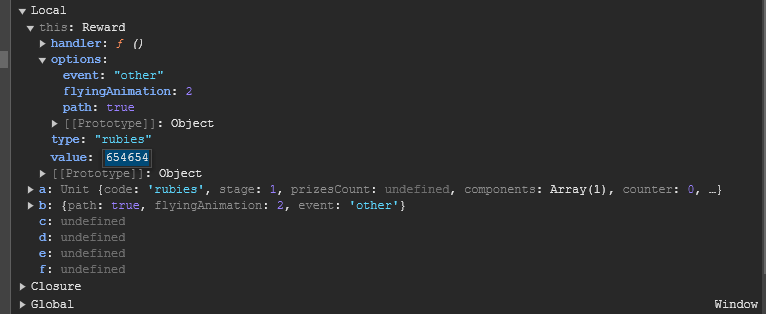 Local
this: Reward
handler: ƒ ()
options:
event: "other"
flyingAnimation: 2
path: true
[[Prototype]]: Object
type: "rubies"
value: 654654
[[Prototype]]: Object
a: Unit {code: 'rubies', stage: 1, prizesCount: undefined, components: Array(1), counter: 0, …}
b: {path: true, flyingAnimation: 2, event: 'other'}
c: undefined
d: undefined
e: undefined
f: undefined
Closure
Global Window